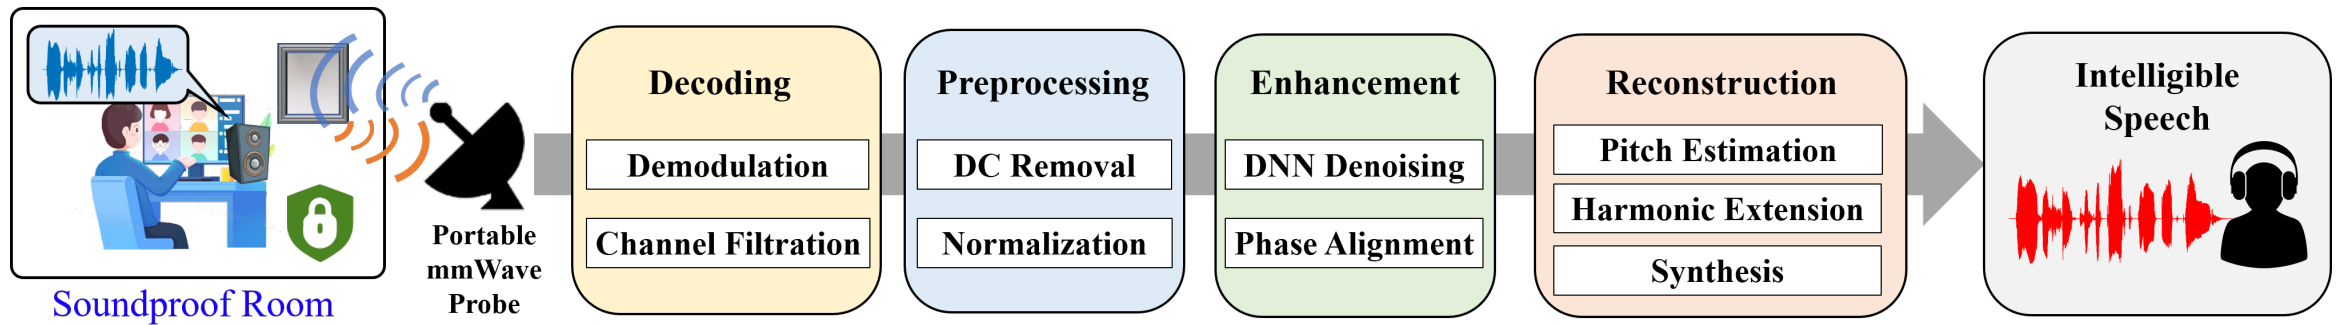 Soundproof Room
Portable
mmWave
Probe
Decoding
Demodulation
Channel Filtration
Preprocessing
DC Removal
Normalization
Enhancement
DNN Denoising
Phase Alignment
Reconstruction
Pitch Estimation
Harmonic Extension
Synthesis
Intelligible
Speech